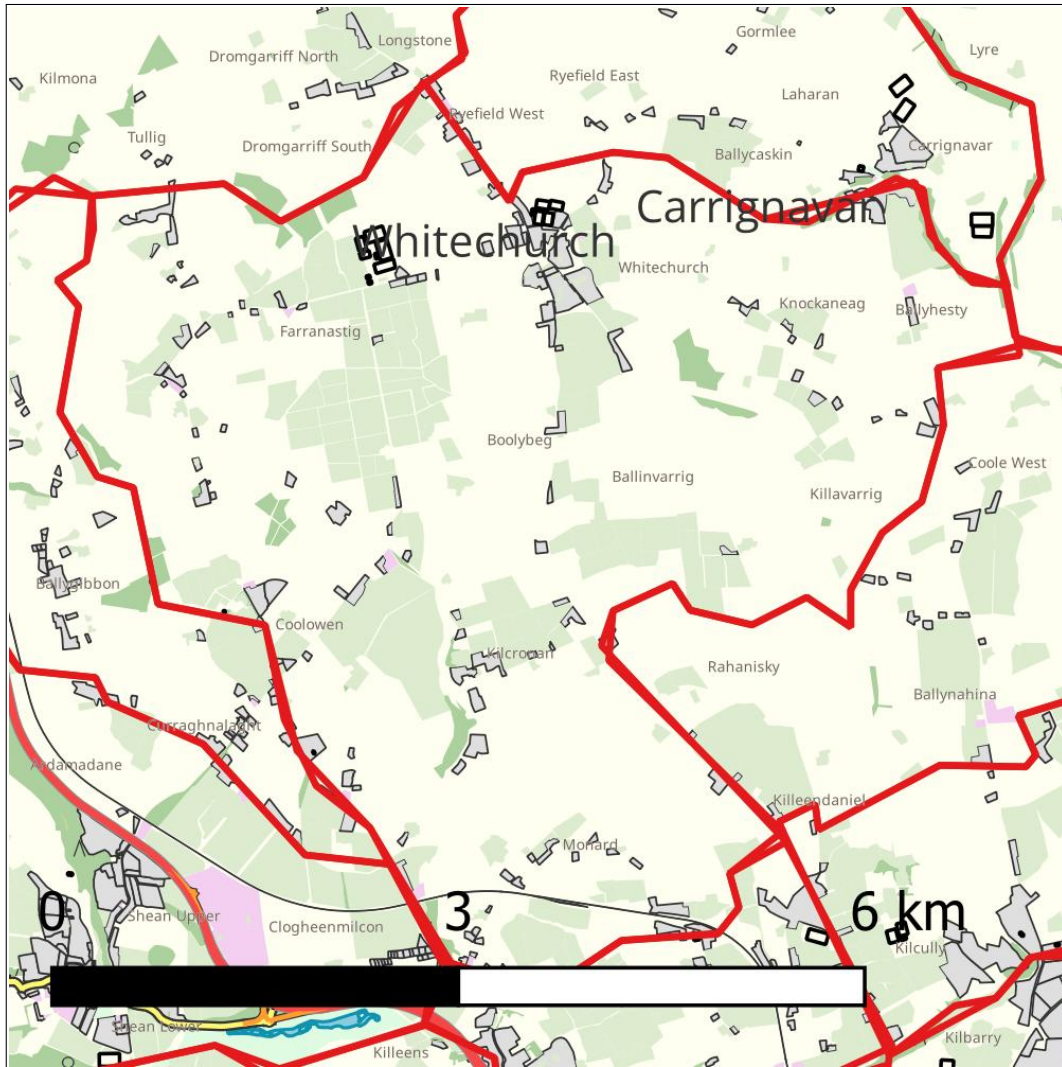 Gormlee
Longstone
Lyre
Dromgarriff North
Kilmona
Ryefield East
Laharan
Ryefield West
Tullig
Dromgarriff South
Carrignavar
Ballycaskin
Carrignavar
Whitechurch
Whitechurch
Knockaneag
Ballyhesty
Farranastig
Boolybeg
Coole West
Ballinvarrig
Killavarrig
Ballygibbon
Coolowen
Kilcronan
Rahanisky
Ballynahina
Curraghnalaght
Ardamadane
Killeendaniel
Monard
0 3 6 km
Shean Upper
Clogheenmilcon
Kilcully
Shean Lower
Kilbarry
Killeens